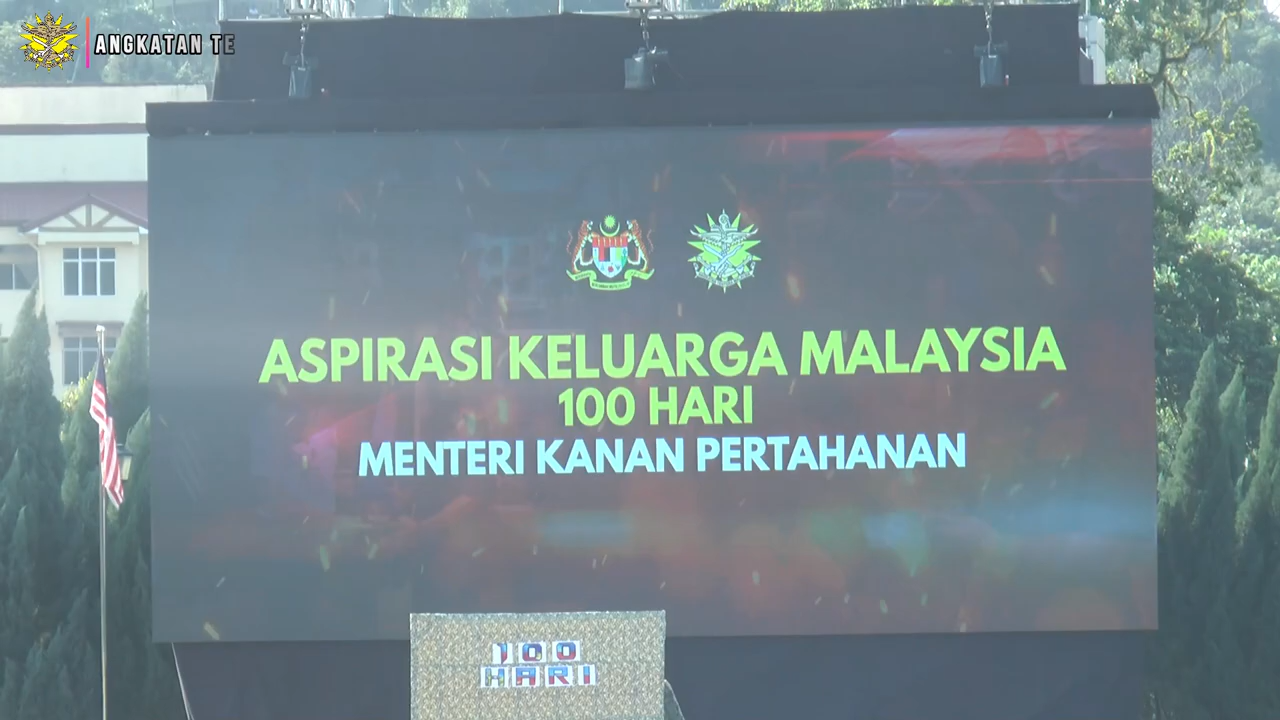 ANGKATAN TE
ASPIRASI KELUARGA MALAYSIA
100 HARI
MENTERI KANAN PERTAHANAN
100
HARI